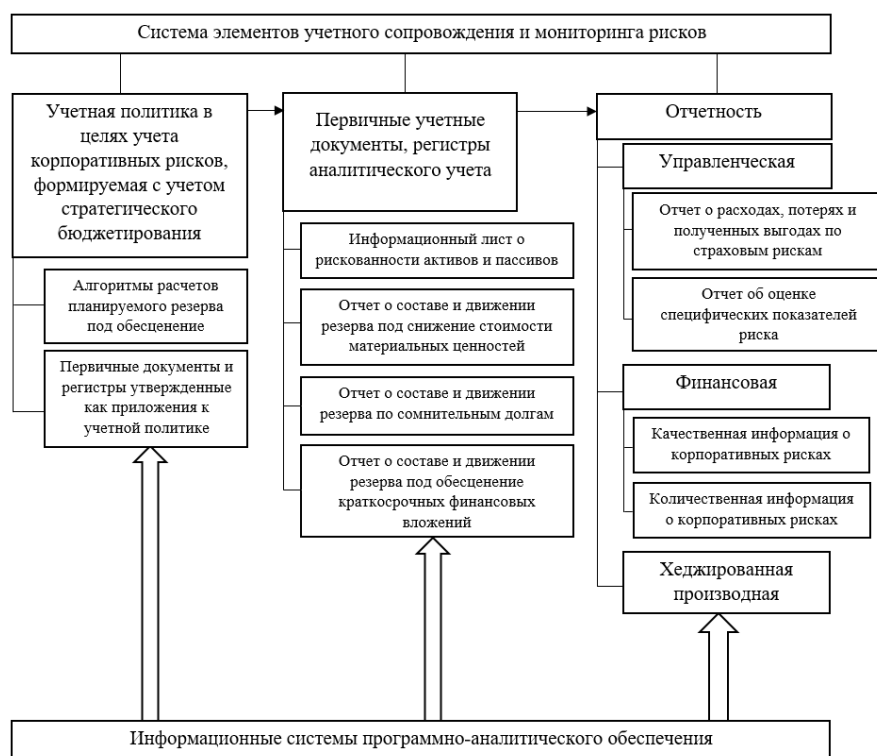 Система элементов учетного сопровождения и мониторинга рисков
Учетная политика в
целях учета
корпоративных рисков,
формируемая с учетом
стратегического
бюджетирования
Алгоритмы расчетов
планируемого резерва
под обесценение
Первичные документы и
регистры утвержденные
как приложения к
учетной политике
Первичные учетные
документы, регистры
аналитического учета
Информационный лист о
рискованности активов и пассивов
Отчет о составе и движении
резерва под снижение стоимости
материальных ценностей
Отчет о составе и движении
резерва по сомнительным долгам
Отчет о составе и движении
резерва под обесценение
краткосрочных финансовых
вложений
Отчетность
Управленческая
Отчет о расходах, потерях и
полученных выгодах по
страховым рискам
Отчет об оценке
специфических показателей
риска
Финансовая
Качественная информация о
корпоративных рисках
Количественная информация
о корпоративных рисках
Хеджированная
производная
Информационные системы программно-аналитического обеспечения